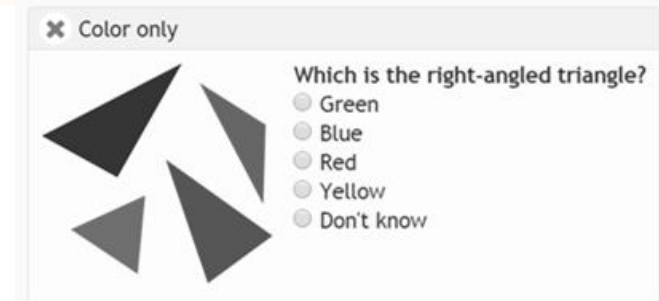 Color only
Which is the right-angled triangle?
Green
Blue
Red
Yellow
Don't know